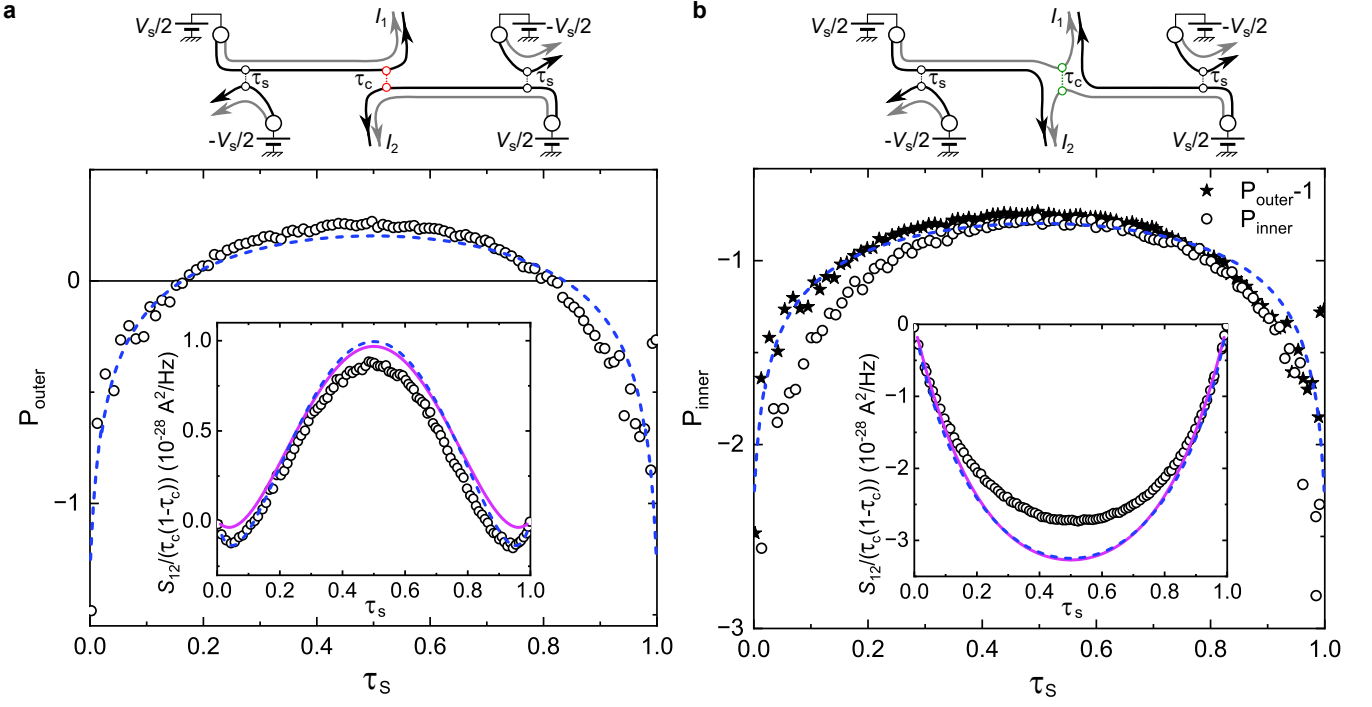 a
V_s/2
I_1
-V_s/2
τ_s
τ_c
τ_s
-V_s/2
I_2
V_s/2
P_outer
0
−1
0.0
0.2
0.4
0.6
0.8
1.0
τ_S
S_12/(τ_c(1-τ_c)) (10^-28 A^2/Hz)
1.0
0.5
0.0
0.0
0.2
0.4
0.6
0.8
1.0
τ_s
b
V_s/2
I_1
-V_s/2
τ_s
τ_c
τ_s
-V_s/2
I_2
V_s/2
P_outer-1
P_inner
P_inner
−1
−2
−3
0.0
0.2
0.4
0.6
0.8
1.0
τ_S
S_12/(τ_c(1-τ_c)) (10^-28 A^2/Hz)
0
−1
−2
−3
0.0
0.2
0.4
0.6
0.8
1.0
τ_s